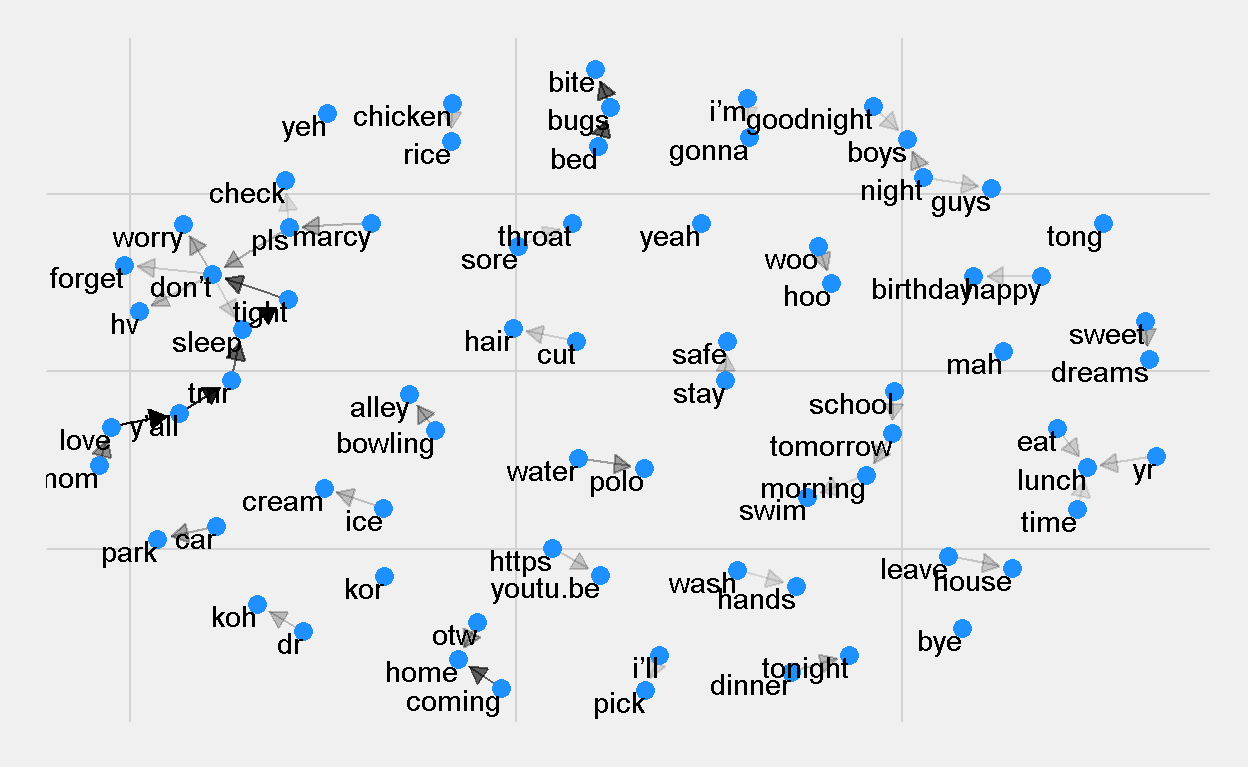 bite
yeh
chicken
bugs
i'm
goodnight
rice
bed
gonna
boys
check
night
guys
worry
pls
marcy
throat
yeah
tong
forget
don't
sore
woo
birthday
happy
hv
tight
hoo
sleep
hair
cut
safe
mah
sweet
dreams
tmr
alley
stay
school
love
y'all
bowling
tomorrow
eat
mom
water
polo
morning
lunch
yr
cream
ice
swim
time
park
car
https
youtu.be
wash
hands
leave
house
koh
kor
dr
otw
home
coming
i'll
pick
dinner
tonight
bye